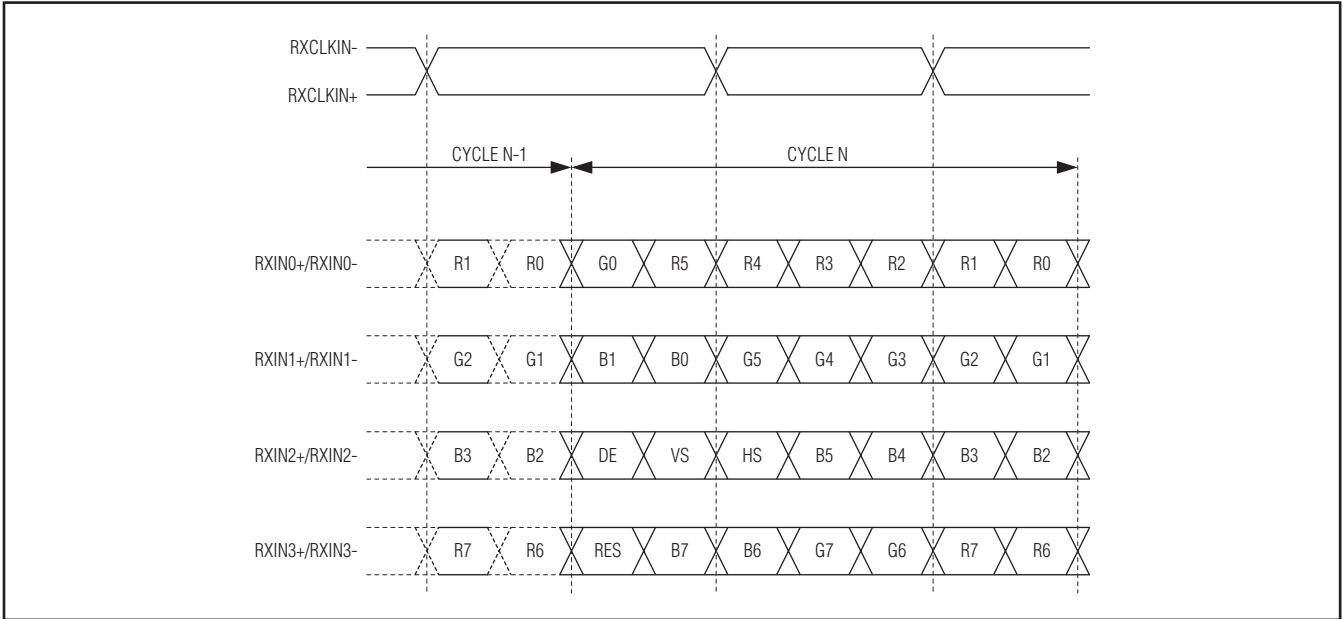 RXCLKIN-
RXCLKIN+
CYCLE N-1 CYCLE N
RXIN0+/RXIN0- R1 R0 G0 R5 R4 R3 R2 R1 R0
RXIN1+/RXIN1- G2 G1 B1 B0 G5 G4 G3 G2 G1
RXIN2+/RXIN2- B3 B2 DE VS HS B5 B4 B3 B2
RXIN3+/RXIN3- R7 R6 RES B7 B6 G7 G6 R7 R6